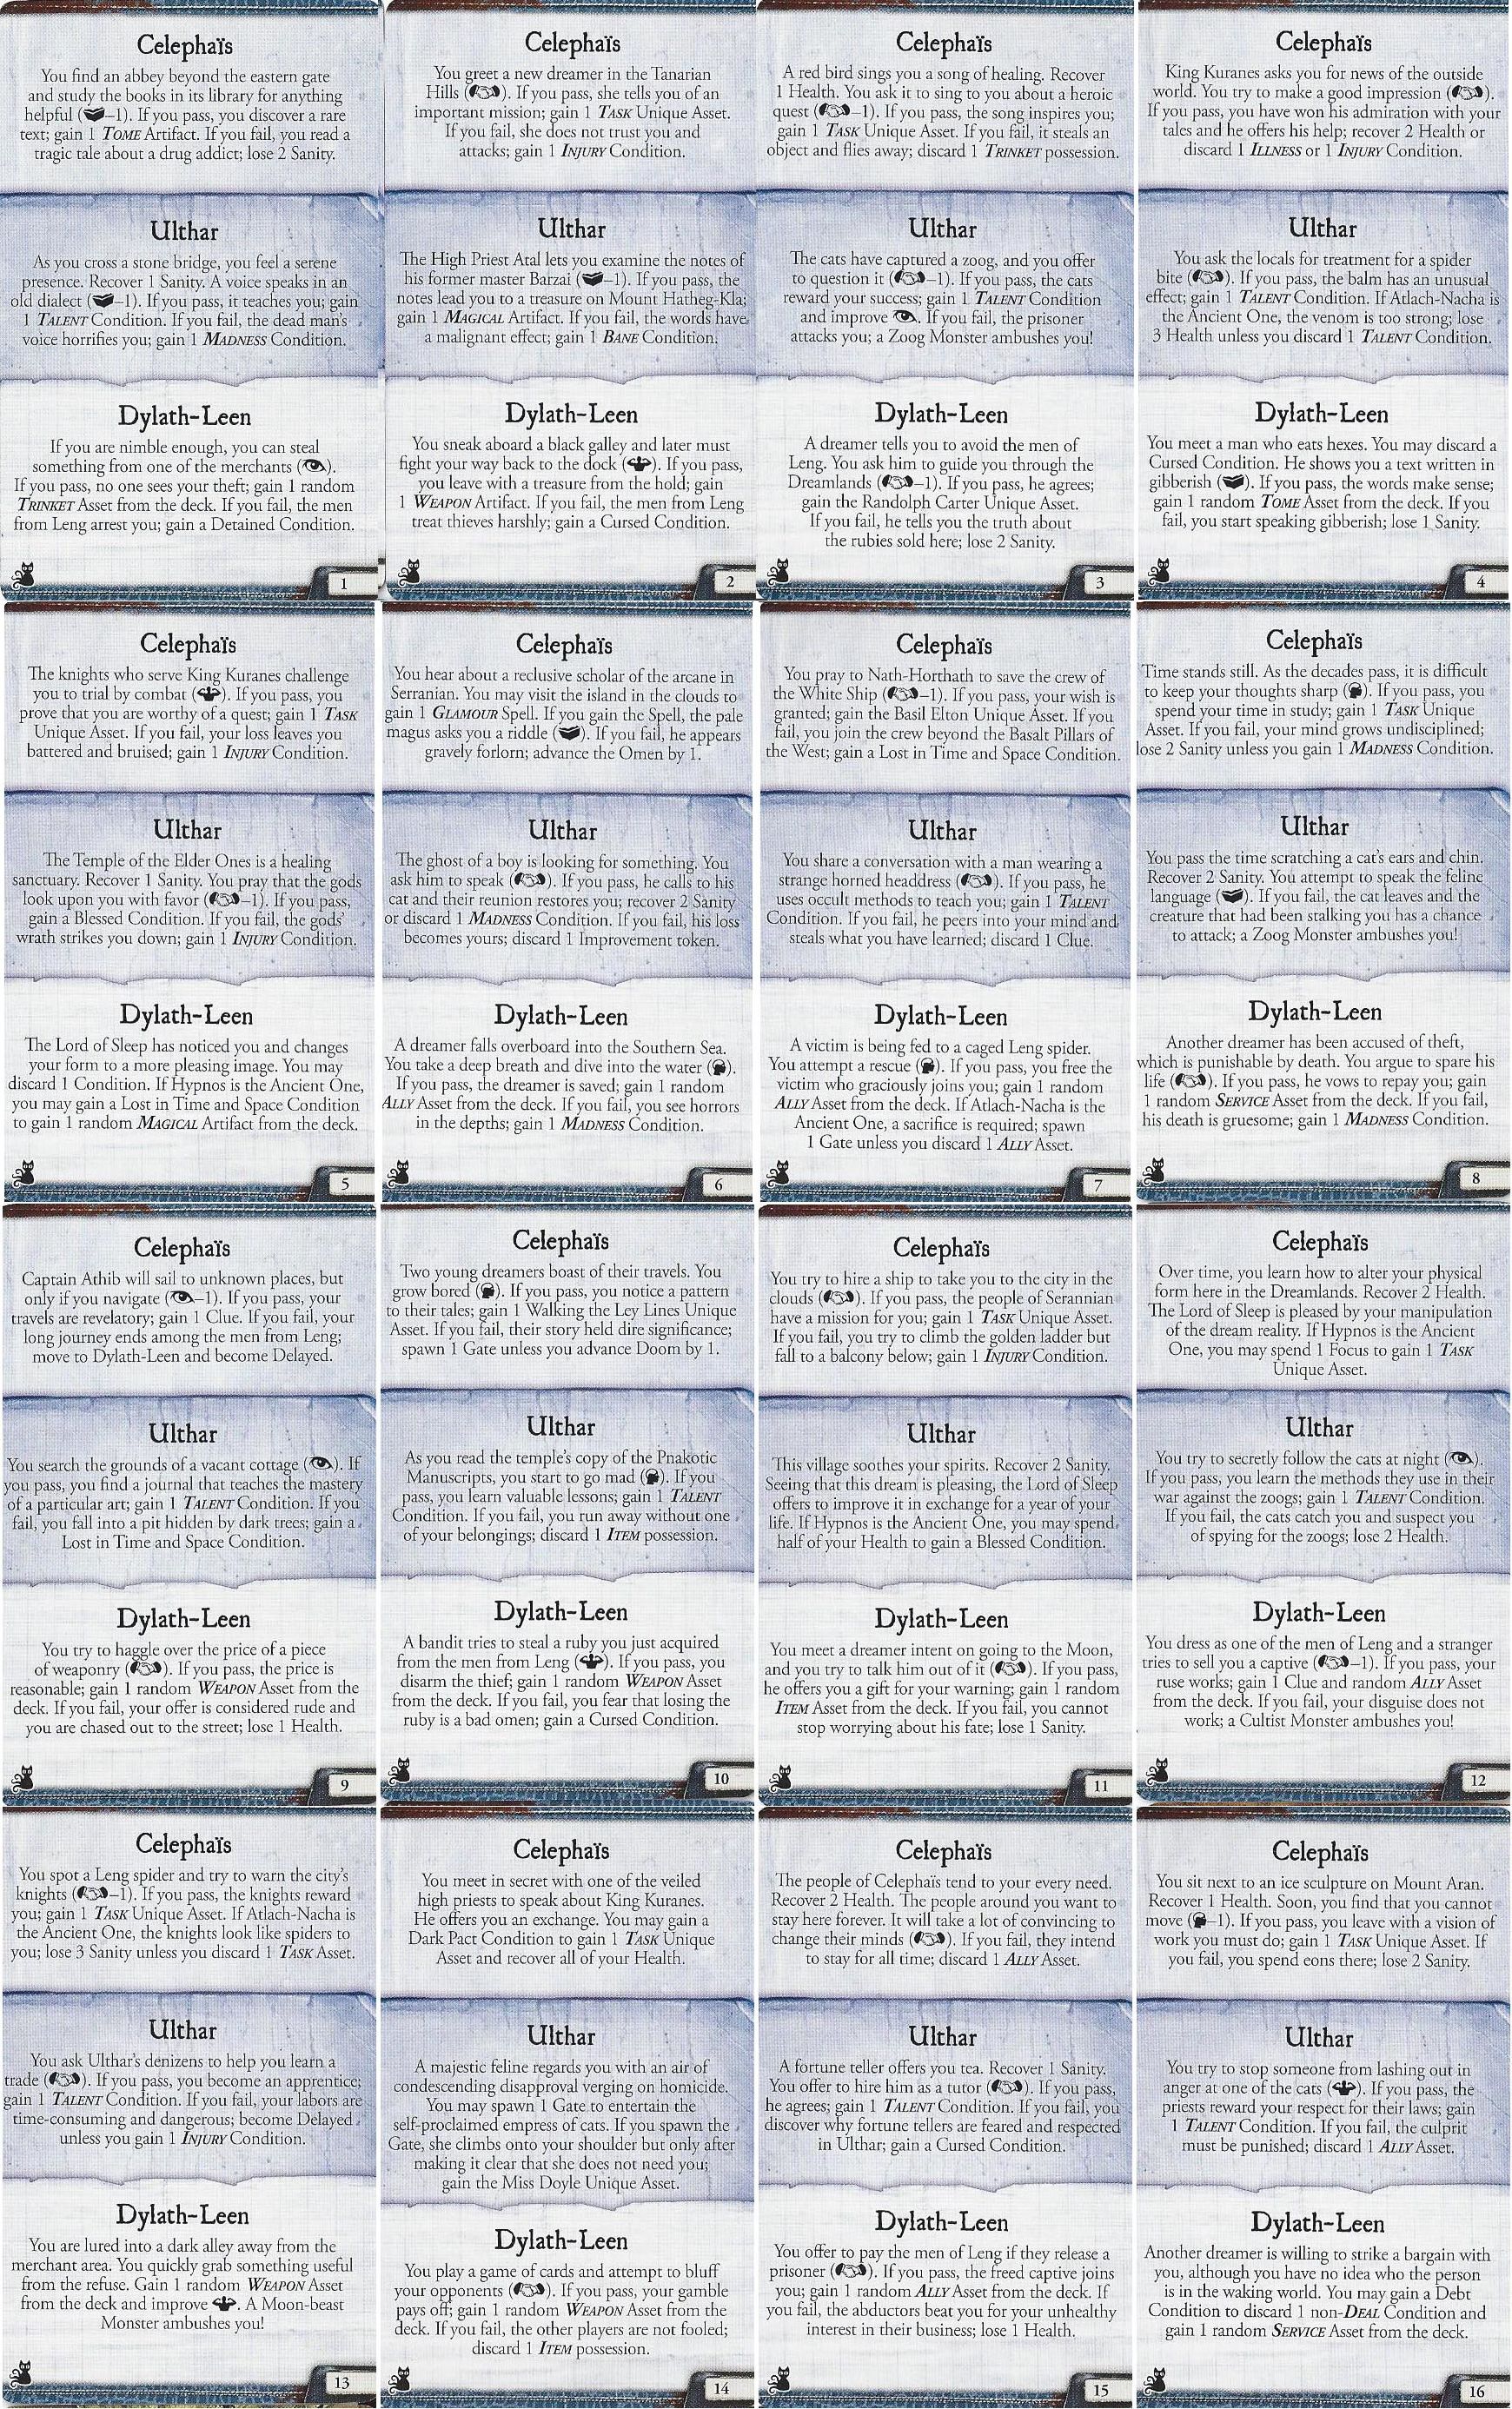 Celephaïs
You find an abbey beyond the eastern gate
and study the books in its library for anything
helpful (–1). If you pass, you discover a rare
text; gain 1 TOME Artifact. If you fail, you read a
tragic tale about a drug addict; lose 2 Sanity.
Ulthar
As you cross a stone bridge, you feel a serene
presence. Recover 1 Sanity. A voice speaks in an
old dialect (–1). If you pass, it teaches you; gain
1 TALENT Condition. If you fail, the dead man's
voice horrifies you; gain 1 MADNESS Condition.
Dylath-Leen
If you are nimble enough, you can steal
something from one of the merchants ().
If you pass, no one sees your theft; gain 1 random
TRINKET Asset from the deck. If you fail, the men
from Leng arrest you; gain a Detained Condition.
1
Celephaïs
You greet a new dreamer in the Tanarian
Hills (). If you pass, she tells you of an
important mission; gain 1 TASK Unique Asset.
If you fail, she does not trust you and
attacks; gain 1 INJURY Condition.
Ulthar
The High Priest Atal lets you examine the notes of
his former master Barzai (–1). If you pass, the
notes lead you to a treasure on Mount Hatheg-Kla;
gain 1 MAGICAL Artifact. If you fail, the words have
a malignant effect; gain 1 BANE Condition.
Dylath-Leen
You sneak aboard a black galley and later must
fight your way back to the dock (). If you pass,
you leave with a treasure from the hold; gain
1 WEAPON Artifact. If you fail, the men from Leng
treat thieves harshly; gain a Cursed Condition.
2
Celephaïs
A red bird sings you a song of healing. Recover
1 Health. You ask it to sing to you about a heroic
quest (–1). If you pass, the song inspires you;
gain 1 TASK Unique Asset. If you fail, it steals an
object and flies away; discard 1 TRINKET possession.
Ulthar
The cats have captured a zoog, and you offer
to question it (–1). If you pass, the cats
reward your success; gain 1 TALENT Condition
and improve . If you fail, the prisoner
attacks you; a Zoog Monster ambushes you!
Dylath-Leen
A dreamer tells you to avoid the men of
Leng. You ask him to guide you through the
Dreamlands (–1). If you pass, he agrees;
gain the Randolph Carter Unique Asset.
If you fail, he tells you the truth about
the rubies sold here; lose 2 Sanity.
3
Celephaïs
King Kuranes asks you for news of the outside
world. You try to make a good impression ().
If you pass, you have won his admiration with your
tales and he offers his help; recover 2 Health or
discard 1 ILLNESS or 1 INJURY Condition.
Ulthar
You ask the locals for treatment for a spider
bite (). If you pass, the balm has an unusual
effect; gain 1 TALENT Condition. If Atlach-Nacha is
the Ancient One, the venom is too strong; lose
3 Health unless you discard 1 TALENT Condition.
Dylath-Leen
You meet a man who eats hexes. You may discard a
Cursed Condition. He shows you a text written in
gibberish (). If you pass, the words make sense;
gain 1 random TOME Asset from the deck. If you
fail, you start speaking gibberish; lose 1 Sanity.
4
Celephaïs
The knights who serve King Kuranes challenge
you to trial by combat (). If you pass, you
prove that you are worthy of a quest; gain 1 TASK
Unique Asset. If you fail, your loss leaves you
battered and bruised; gain 1 INJURY Condition.
Ulthar
The Temple of the Elder Ones is a healing
sanctuary. Recover 1 Sanity. You pray that the gods
look upon you with favor (–1). If you pass,
gain a Blessed Condition. If you fail, the gods'
wrath strikes you down; gain 1 INJURY Condition.
Dylath-Leen
The Lord of Sleep has noticed you and changes
your form to a more pleasing image. You may
discard 1 Condition. If Hypnos is the Ancient One,
you may gain a Lost in Time and Space Condition
to gain 1 random MAGICAL Artifact from the deck.
5
Celephaïs
You hear about a reclusive scholar of the arcane in
Serranian. You may visit the island in the clouds to
gain 1 GLAMOUR Spell. If you gain the Spell, the pale
magus asks you a riddle (). If you fail, he appears
gravely forlorn; advance the Omen by 1.
Ulthar
The ghost of a boy is looking for something. You
ask him to speak (). If you pass, he calls to his
cat and their reunion restores you; recover 2 Sanity
or discard 1 MADNESS Condition. If you fail, his loss
becomes yours; discard 1 Improvement token.
Dylath-Leen
A dreamer falls overboard into the Southern Sea.
You take a deep breath and dive into the water ().
If you pass, the dreamer is saved; gain 1 random
ALLY Asset from the deck. If you fail, you see horrors
in the depths; gain 1 MADNESS Condition.
6
Celephaïs
You pray to Nath-Horthath to save the crew of
the White Ship (–1). If you pass, your wish is
granted; gain the Basil Elton Unique Asset. If you
fail, you join the crew beyond the Basalt Pillars of
the West; gain a Lost in Time and Space Condition.
Ulthar
You share a conversation with a man wearing a
strange horned headdress (). If you pass, he
uses occult methods to teach you; gain 1 TALENT
Condition. If you fail, he peers into your mind and
steals what you have learned; discard 1 Clue.
Dylath-Leen
A victim is being fed to a caged Leng spider.
You attempt a rescue (). If you pass, you free the
victim who graciously joins you; gain 1 random
ALLY Asset from the deck. If Atlach-Nacha is the
Ancient One, a sacrifice is required; spawn
1 Gate unless you discard 1 ALLY Asset.
7
Celephaïs
Time stands still. As the decades pass, it is difficult
to keep your thoughts sharp (). If you pass, you
spend your time in study; gain 1 TASK Unique
Asset. If you fail, your mind grows undisciplined;
lose 2 Sanity unless you gain 1 MADNESS Condition.
Ulthar
You pass the time scratching a cat's ears and chin.
Recover 2 Sanity. You attempt to speak the feline
language (). If you fail, the cat leaves and the
creature that had been stalking you has a chance
to attack; a Zoog Monster ambushes you!
Dylath-Leen
Another dreamer has been accused of theft,
which is punishable by death. You argue to spare his
life (). If you pass, he vows to repay you; gain
1 random SERVICE Asset from the deck. If you fail,
his death is gruesome; gain 1 MADNESS Condition.
8
Celephaïs
Captain Athib will sail to unknown places, but
only if you navigate (–1). If you pass, your
travels are revelatory; gain 1 Clue. If you fail, your
long journey ends among the men from Leng;
move to Dylath-Leen and become Delayed.
Ulthar
You search the grounds of a vacant cottage (). If
you pass, you find a journal that teaches the mastery
of a particular art; gain 1 TALENT Condition. If you
fail, you fall into a pit hidden by dark trees; gain a
Lost in Time and Space Condition.
Dylath-Leen
You try to haggle over the price of a piece
of weaponry (). If you pass, the price is
reasonable; gain 1 random WEAPON Asset from the
deck. If you fail, your offer is considered rude and
you are chased out to the street; lose 1 Health.
9
Celephaïs
Two young dreamers boast of their travels. You
grow bored (). If you pass, you notice a pattern
to their tales; gain 1 Walking the Ley Lines Unique
Asset. If you fail, their story held dire significance;
spawn 1 Gate unless you advance Doom by 1.
Ulthar
As you read the temple's copy of the Pnakotic
Manuscripts, you start to go mad (). If you
pass, you learn valuable lessons; gain 1 TALENT
Condition. If you fail, you run away without one
of your belongings; discard 1 ITEM possession.
Dylath-Leen
A bandit tries to steal a ruby you just acquired
from the men from Leng (). If you pass, you
disarm the thief; gain 1 random WEAPON Asset
from the deck. If you fail, you fear that losing the
ruby is a bad omen; gain a Cursed Condition.
10
Celephaïs
You try to hire a ship to take you to the city in the
clouds (). If you pass, the people of Serannian
have a mission for you; gain 1 TASK Unique Asset.
If you fail, you try to climb the golden ladder but
fall to a balcony below; gain 1 INJURY Condition.
Ulthar
This village soothes your spirits. Recover 2 Sanity.
Seeing that this dream is pleasing, the Lord of Sleep
offers to improve it in exchange for a year of your
life. If Hypnos is the Ancient One, you may spend
half of your Health to gain a Blessed Condition.
Dylath-Leen
You meet a dreamer intent on going to the Moon,
and you try to talk him out of it (). If you pass,
he offers you a gift for your warning; gain 1 random
ITEM Asset from the deck. If you fail, you cannot
stop worrying about his fate; lose 1 Sanity.
11
Celephaïs
Over time, you learn how to alter your physical
form here in the Dreamlands. Recover 2 Health.
The Lord of Sleep is pleased by your manipulation
of the dream reality. If Hypnos is the Ancient
One, you may spend 1 Focus to gain 1 TASK
Unique Asset.
Ulthar
You try to secretly follow the cats at night ().
If you pass, you learn the methods they use in their
war against the zoogs; gain 1 TALENT Condition.
If you fail, the cats catch you and suspect you
of spying for the zoogs; lose 2 Health.
Dylath-Leen
You dress as one of the men of Leng and a stranger
tries to sell you a captive (–1). If you pass, your
ruse works; gain 1 Clue and random ALLY Asset
from the deck. If you fail, your disguise does not
work; a Cultist Monster ambushes you!
12
Celephaïs
You spot a Leng spider and try to warn the city's
knights (–1). If you pass, the knights reward
you; gain 1 TASK Unique Asset. If Atlach-Nacha is
the Ancient One, the knights look like spiders to
you; lose 3 Sanity unless you discard 1 TASK Asset.
Ulthar
You ask Ulthar's denizens to help you learn a
trade (). If you pass, you become an apprentice;
gain 1 TALENT Condition. If you fail, your labors are
time-consuming and dangerous; become Delayed
unless you gain 1 INJURY Condition.
Dylath-Leen
You are lured into a dark alley away from the
merchant area. You quickly grab something useful
from the refuse. Gain 1 random WEAPON Asset
from the deck and improve . A Moon-beast
Monster ambushes you!
13
Celephaïs
You meet in secret with one of the veiled
high priests to speak about King Kuranes.
He offers you an exchange. You may gain a
Dark Pact Condition to gain 1 TASK Unique
Asset and recover all of your Health.
Ulthar
A majestic feline regards you with an air of
condescending disapproval verging on homicide.
You may spawn 1 Gate to entertain the
self-proclaimed empress of cats. If you spawn the
Gate, she climbs onto your shoulder but only after
making it clear that she does not need you;
gain the Miss Doyle Unique Asset.
Dylath-Leen
You play a game of cards and attempt to bluff
your opponents (). If you pass, your gamble
pays off; gain 1 random WEAPON Asset from the
deck. If you fail, the other players are not fooled;
discard 1 ITEM possession.
14
Celephaïs
The people of Celephaïs tend to your every need.
Recover 2 Health. The people around you want to
stay here forever. It will take a lot of convincing to
change their minds (). If you fail, they intend
to stay for all time; discard 1 ALLY Asset.
Ulthar
A fortune teller offers you tea. Recover 1 Sanity.
You offer to hire him as a tutor (). If you pass,
he agrees; gain 1 TALENT Condition. If you fail, you
discover why fortune tellers are feared and respected
in Ulthar; gain a Cursed Condition.
Dylath-Leen
You offer to pay the men of Leng if they release a
prisoner (). If you pass, the freed captive joins
you; gain 1 random ALLY Asset from the deck. If
you fail, the abductors beat you for your unhealthy
interest in their business; lose 1 Health.
15
Celephaïs
You sit next to an ice sculpture on Mount Aran.
Recover 1 Health. Soon, you find that you cannot
move (–1). If you pass, you leave with a vision of
work you must do; gain 1 TASK Unique Asset. If
you fail, you spend eons there; lose 2 Sanity.
Ulthar
You try to stop someone from lashing out in
anger at one of the cats (). If you pass, the
priests reward your respect for their laws; gain
1 TALENT Condition. If you fail, the culprit
must be punished; discard 1 ALLY Asset.
Dylath-Leen
Another dreamer is willing to strike a bargain with
you, although you have no idea who the person
is in the waking world. You may gain a Debt
Condition to discard 1 non-DEAL Condition and
gain 1 random SERVICE Asset from the deck.
16